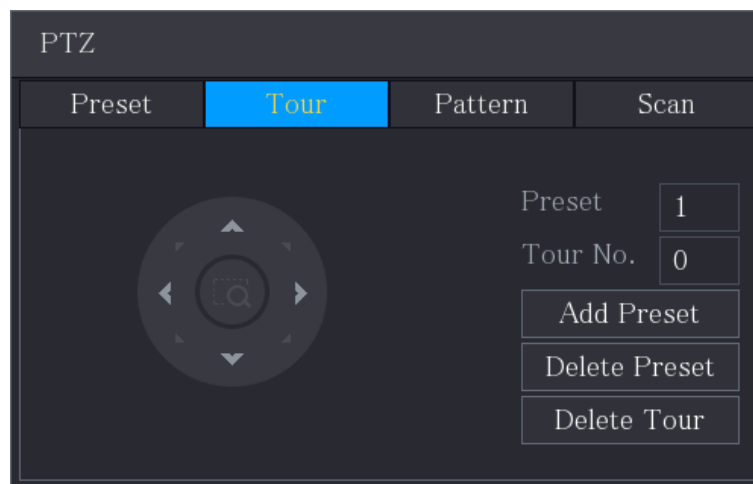 PTZ
Preset Tour Pattern Scan
Preset 1
Tour No. 0
Add Preset
Delete Preset
Delete Tour